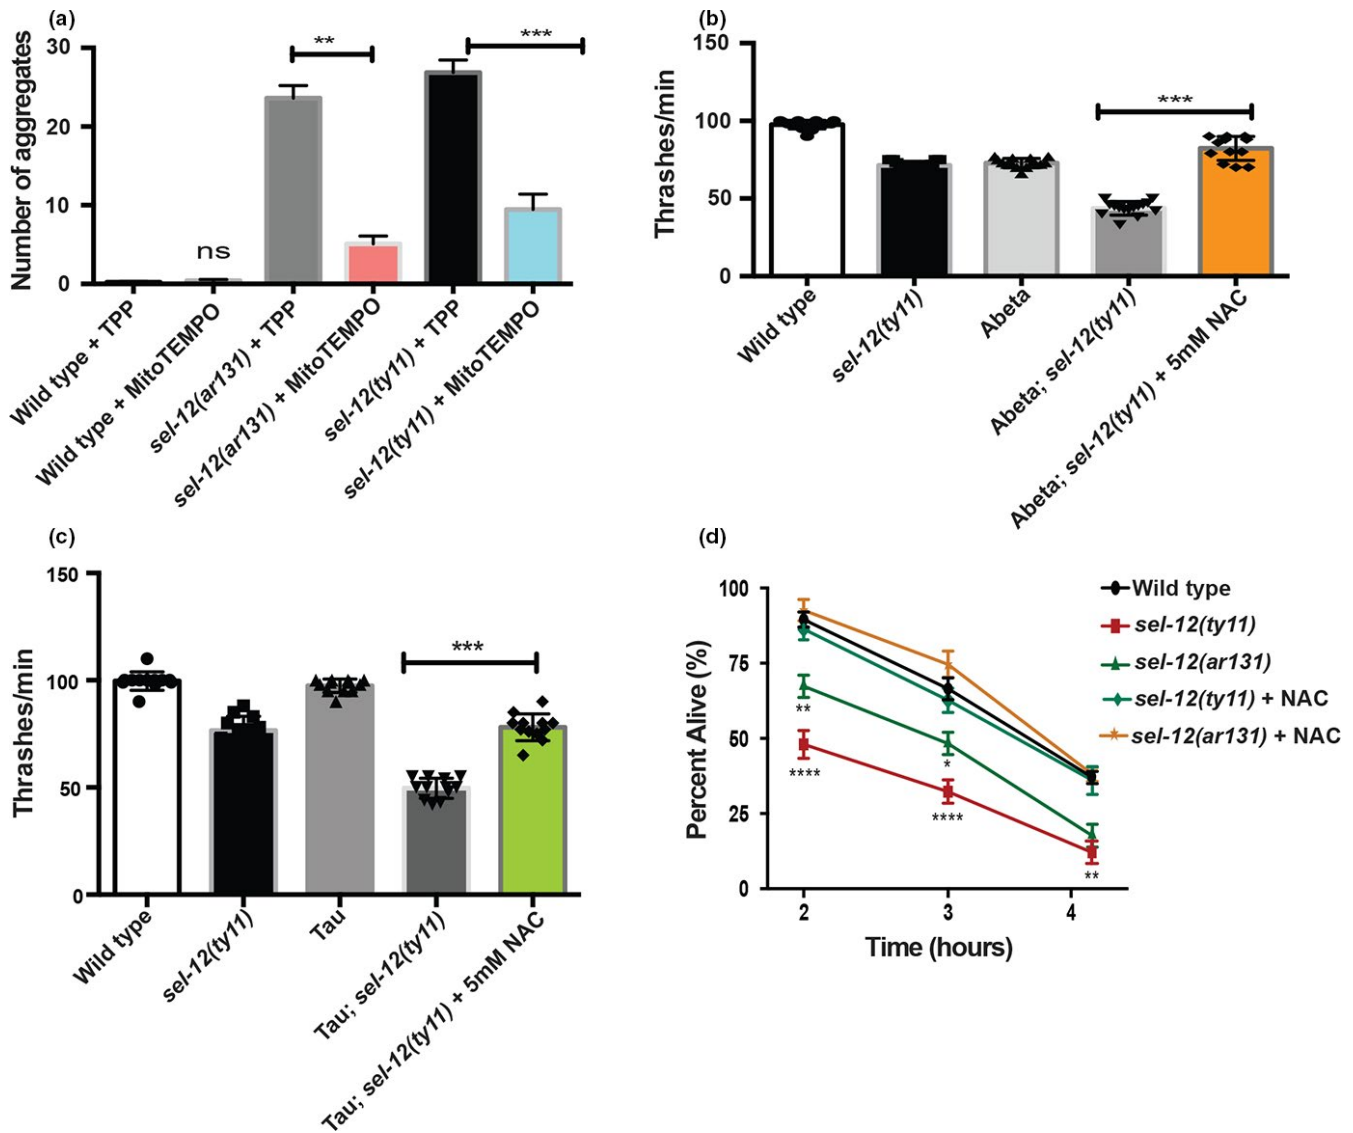 (a)
Number of aggregates
30
20
10
0
ns
**
***
Wild type + TPP
Wild type + MitoTEMPO
sel-12(ar131) + TPP
sel-12(ar131) + MitoTEMPO
sel-12(ty11) + TPP
sel-12(ty11) + MitoTEMPO
(b)
Thrashes/min
150
100
50
0
***
Wild type
sel-12(ty11)
Abeta
Abeta; sel-12(ty11)
Abeta; sel-12(ty11) + 5mM NAC
(c)
Thrashes/min
150
100
50
0
***
Wild type
sel-12(ty11)
Tau
Tau; sel-12(ty11)
Tau; sel-12(ty11) + 5mM NAC
(d)
Percent Alive (%)
100
75
50
25
0
**
****
*
****
**
2
3
4
Time (hours)
Wild type
sel-12(ty11)
sel-12(ar131)
sel-12(ty11) + NAC
sel-12(ar131) + NAC